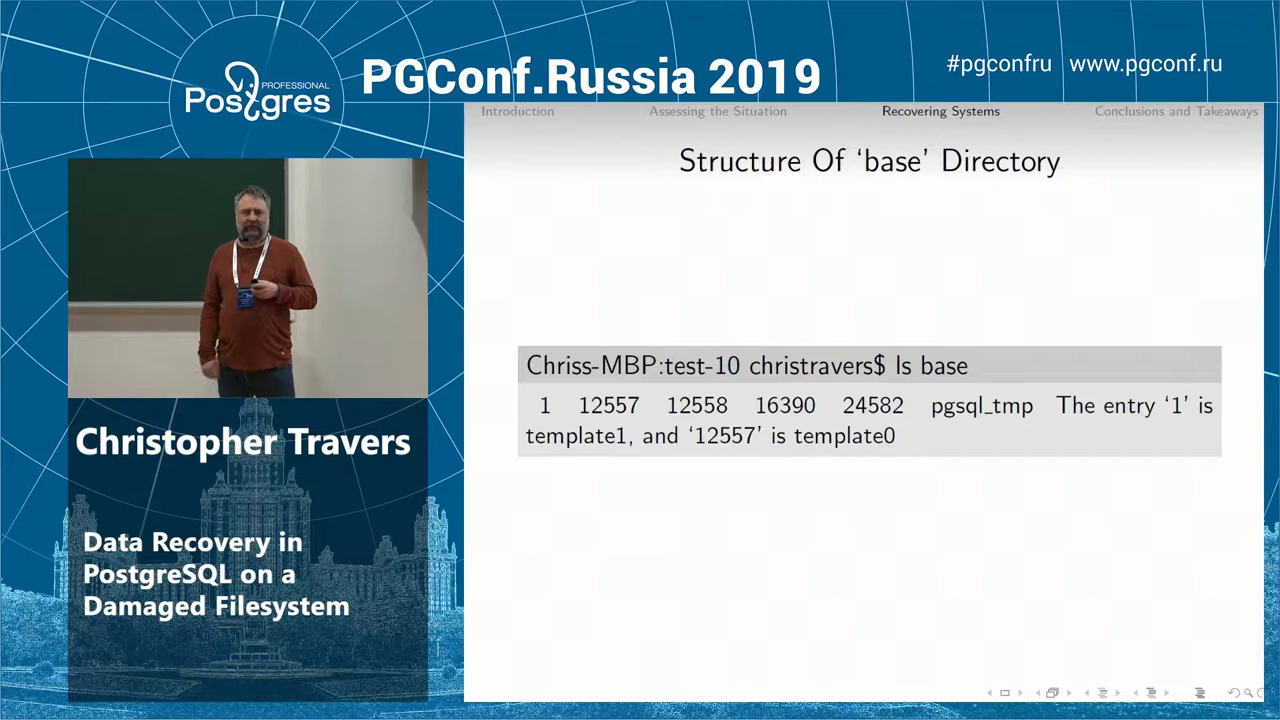 PROFESSIONAL
Postgres
PGConf.Russia 2019
#pgconfru www.pgconf.ru
Introduction Assessing the Situation Recovering Systems Conclusions and Takeaways
Structure Of ‘base’ Directory
Chriss-MBP:test-10 christravers$ ls base
1 12557 12558 16390 24582 pgsql_tmp The entry ‘1’ is
template1, and ‘12557’ is template0
Christopher Travers
Data Recovery in
PostgreSQL on a
Damaged Filesystem